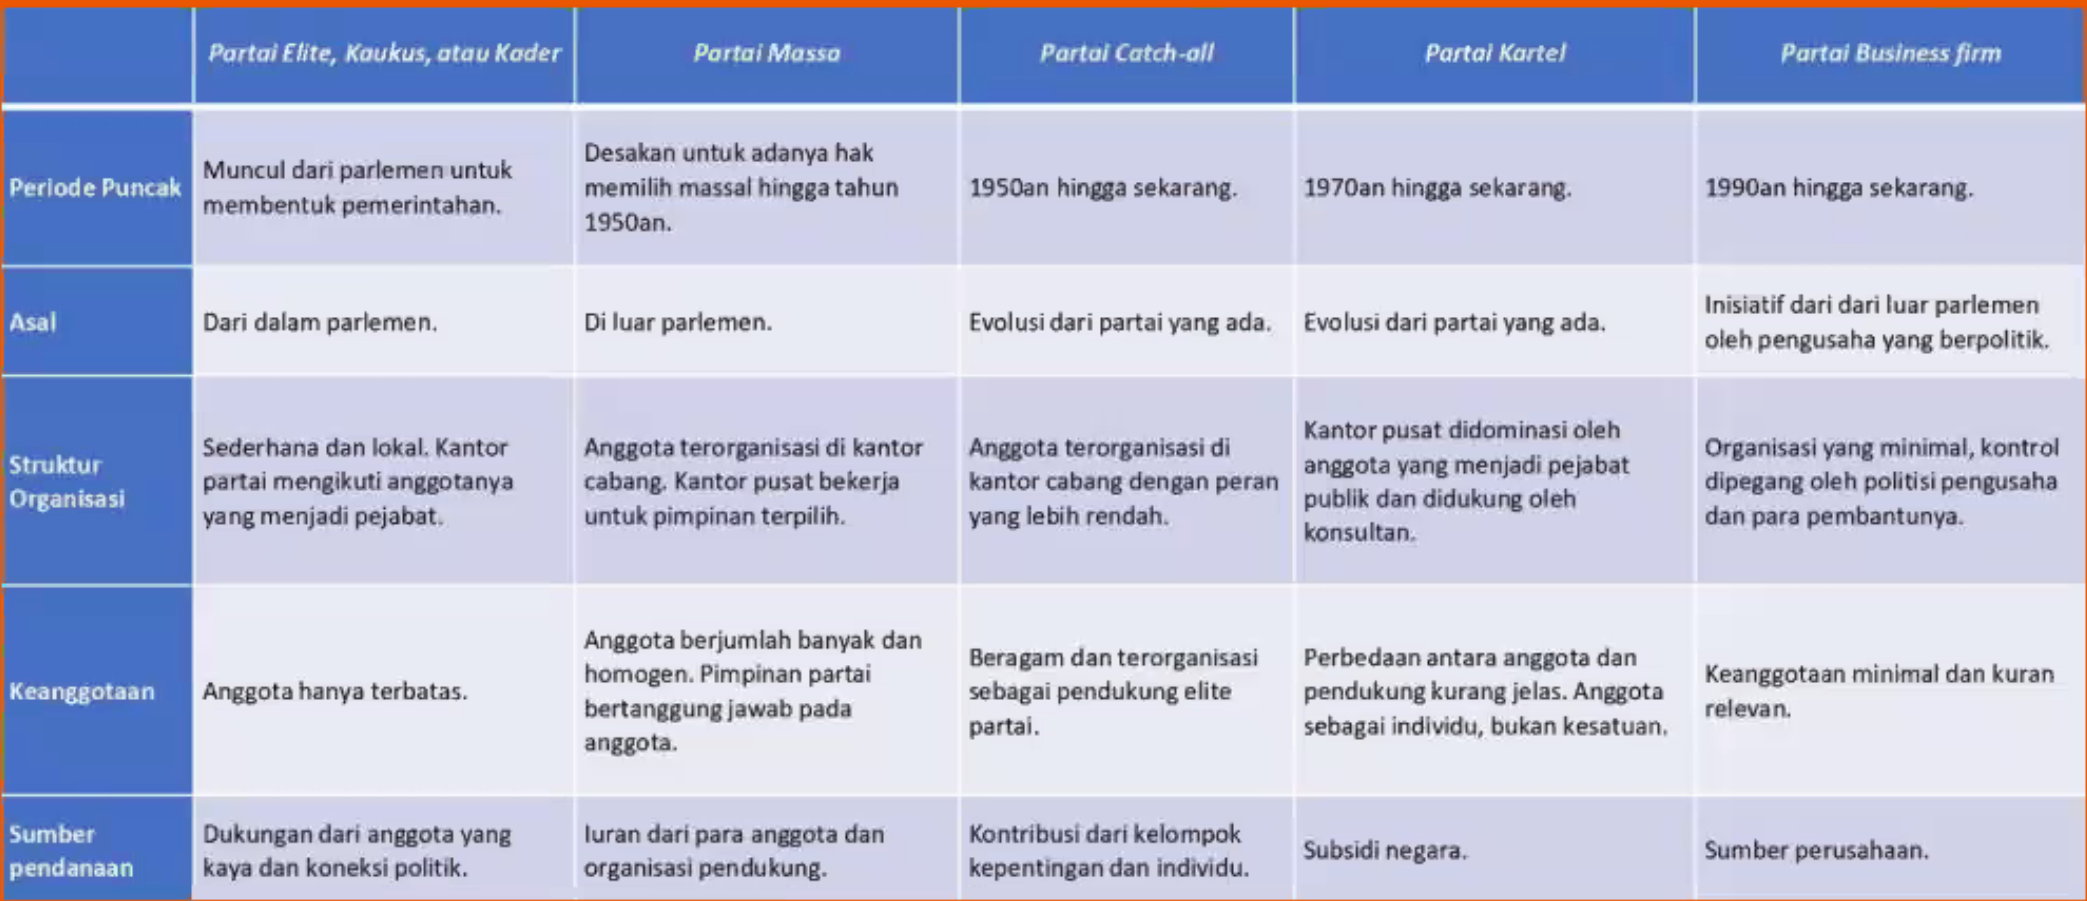 Partai Elite, Kaukus, atau Kader
Partai Massa
Partai Catch-all
Partai Kartel
Partai Business firm
Periode Puncak
Muncul dari parlemen untuk
membentuk pemerintahan.
Desakan untuk adanya hak
memilih massal hingga tahun
1950an.
1950an hingga sekarang.
1970an hingga sekarang.
1990an hingga sekarang.
Asal
Dari dalam parlemen.
Di luar parlemen.
Evolusi dari partai yang ada.
Evolusi dari partai yang ada.
Inisiatif dari dari luar parlemen
oleh pengusaha yang berpolitik.
Struktur
Organisasi
Sederhana dan lokal. Kantor
partai mengikuti anggotanya
yang menjadi pejabat.
Anggota terorganisasi di kantor
cabang. Kantor pusat bekerja
untuk pimpinan terpilih.
Anggota terorganisasi di
kantor cabang dengan peran
yang lebih rendah.
Kantor pusat didominasi oleh
anggota yang menjadi pejabat
publik dan didukung oleh
konsultan.
Organisasi yang minimal, kontrol
dipegang oleh politisi pengusaha
dan para pembantunya.
Keanggotaan
Anggota hanya terbatas.
Anggota berjumlah banyak dan
homogen. Pimpinan partai
bertanggung jawab pada
anggota.
Beragam dan terorganisasi
sebagai pendukung elite
partai.
Perbedaan antara anggota dan
pendukung kurang jelas. Anggota
sebagai individu, bukan kesatuan.
Keanggotaan minimal dan kuran
relevan.
Sumber
pendanaan
Dukungan dari anggota yang
kaya dan koneksi politik.
Iuran dari para anggota dan
organisasi pendukung.
Kontribusi dari kelompok
kepentingan dan individu.
Subsidi negara.
Sumber perusahaan.